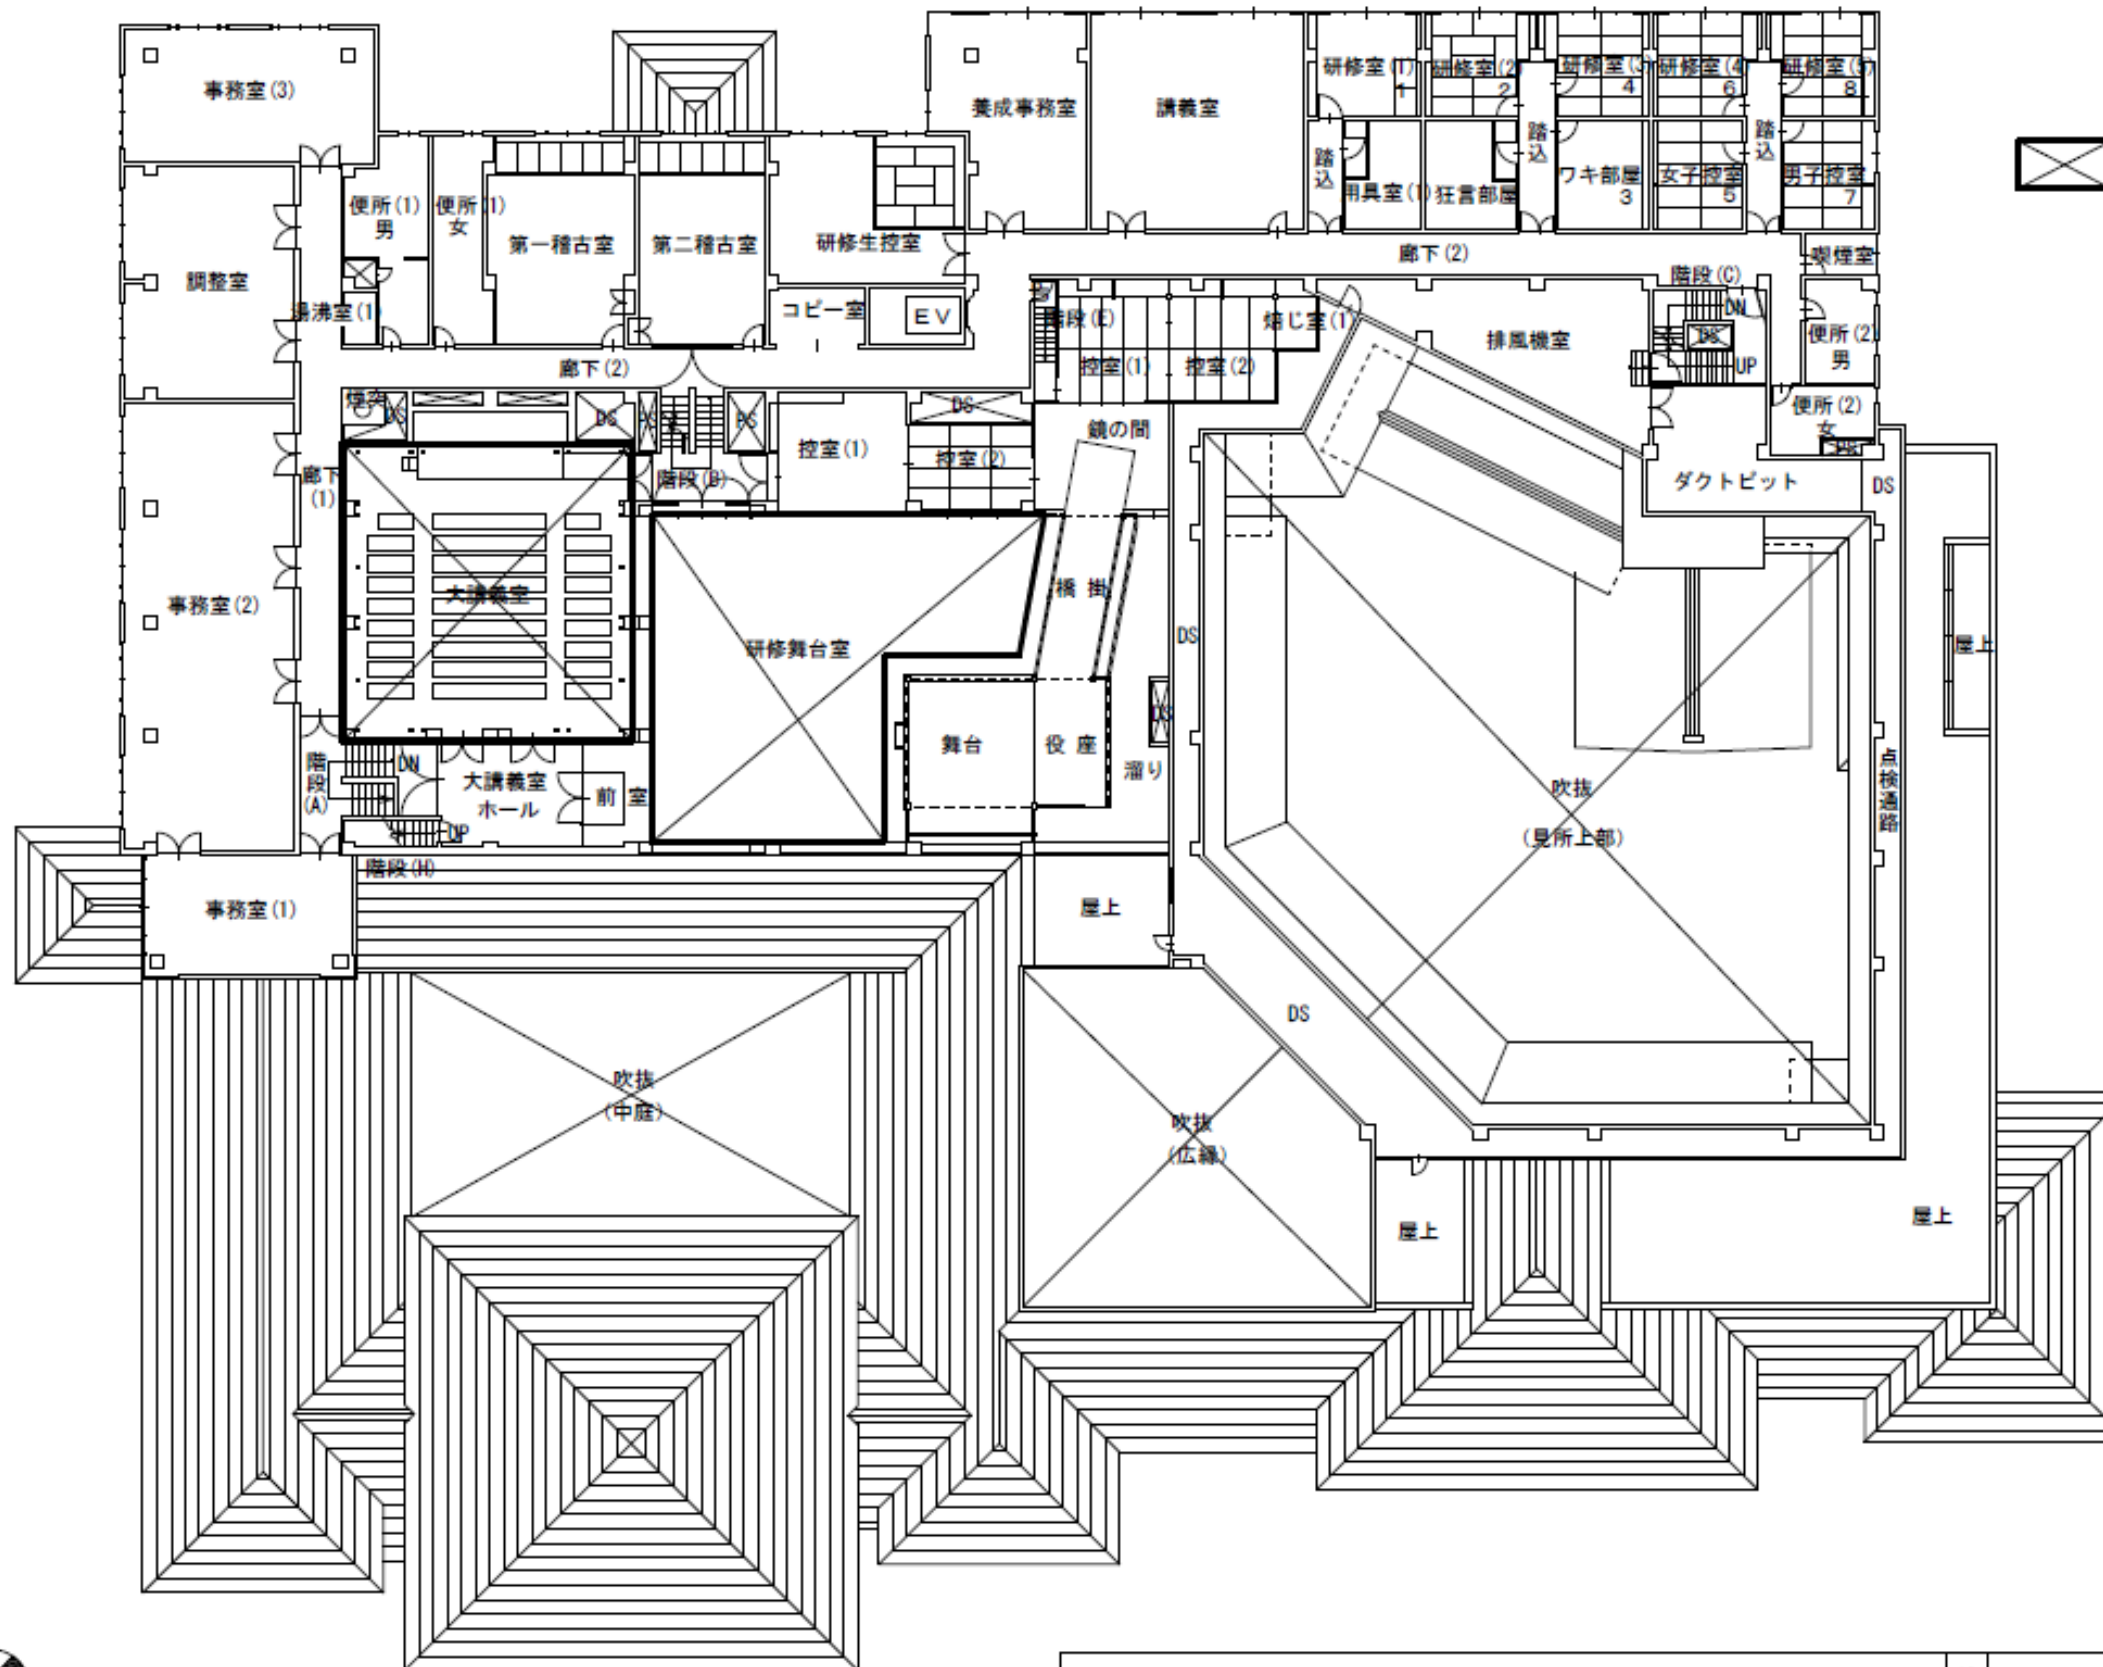 事務室(3)
養成事務室
講義室
研修室(1)
1
研修室(2)
2
研修室(3)
4
研修室(4)
6
研修室(5)
8
踏込
用具室(1)
狂言部屋
踏込
ワキ部屋
3
女子控室
5
踏込
男子控室
7
便所(1)
男
便所(1)
女
第一稽古室
第二稽古室
研修生控室
調整室
湯沸室(1)
コピー室
EV
廊下(2)
喫煙室
階段(C)
DN
DS
UP
階段(E)
焙じ室(1)
控室(1)
控室(2)
排風機室
便所(2)
男
便所(2)
女
廊下(2)
煙突
DS
DS
PS
PS
控室(1)
DS
控室(2)
鏡の間
階段(B)
廊下
(1)
ダクトピット
DS
PS
大講義室
事務室(2)
橋掛
研修舞台室
DS
屋上
舞台
役座
DS
溜り
点検通路
吹抜
(見所上部)
階段(A)
DN
大講義室
ホール
前室
UP
階段(H)
事務室(1)
屋上
DS
吹抜
(中庭)
吹抜
(広縁)
屋上
屋上